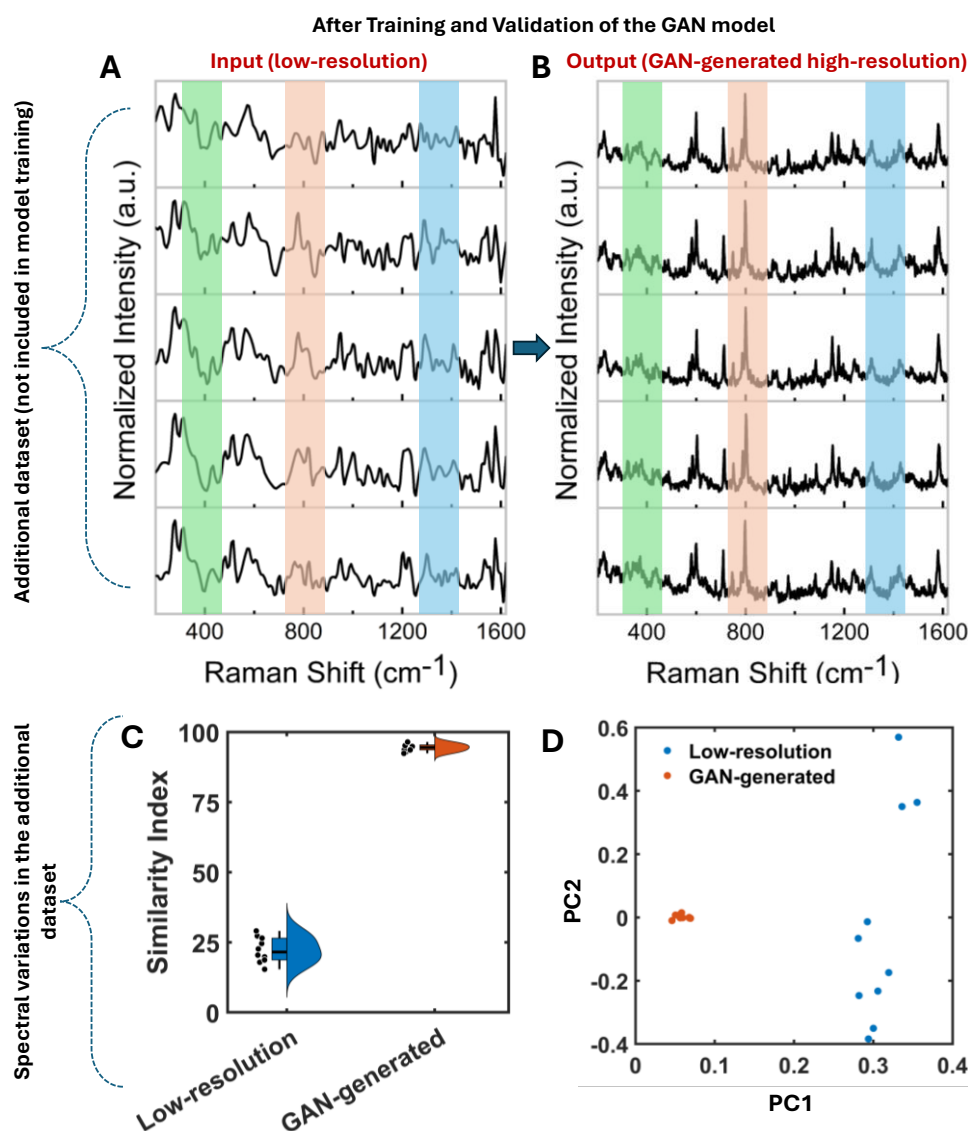 After Training and Validation of the GAN model
A
Input (low-resolution)
B
Output (GAN-generated high-resolution)
Additional dataset (not included in model training)
Normalized Intensity (a.u.)
Normalized Intensity (a.u.)
400 800 1200 1600
400 800 1200 1600
Raman Shift (cm-1)
Raman Shift (cm-1)
Spectral variations in the additional
dataset
C
Similarity Index
100
75
50
25
0
Low-resolution
GAN-generated
D
Low-resolution
GAN-generated
PC2
0.6
0.4
0.2
0
-0.2
-0.4
0 0.1 0.2 0.3 0.4
PC1